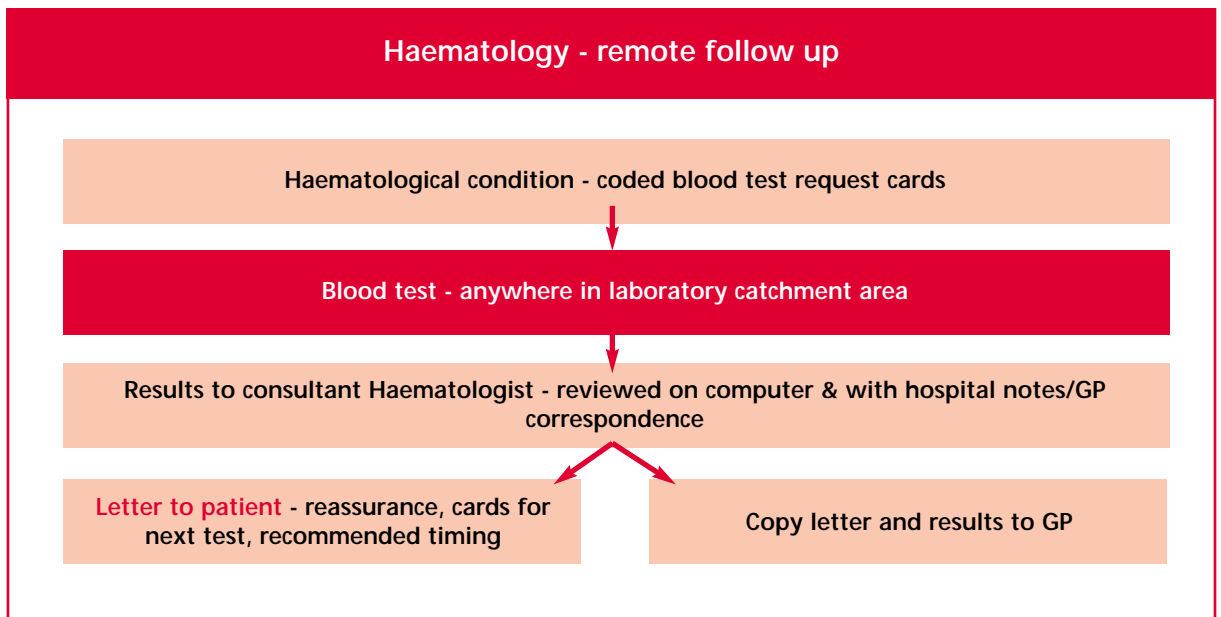 Haematology - remote follow up
Haematological condition - coded blood test request cards
Blood test - anywhere in laboratory catchment area
Results to consultant Haematologist - reviewed on computer & with hospital notes/GP
correspondence
Letter to patient - reassurance, cards for
next test, recommended timing
Copy letter and results to GP